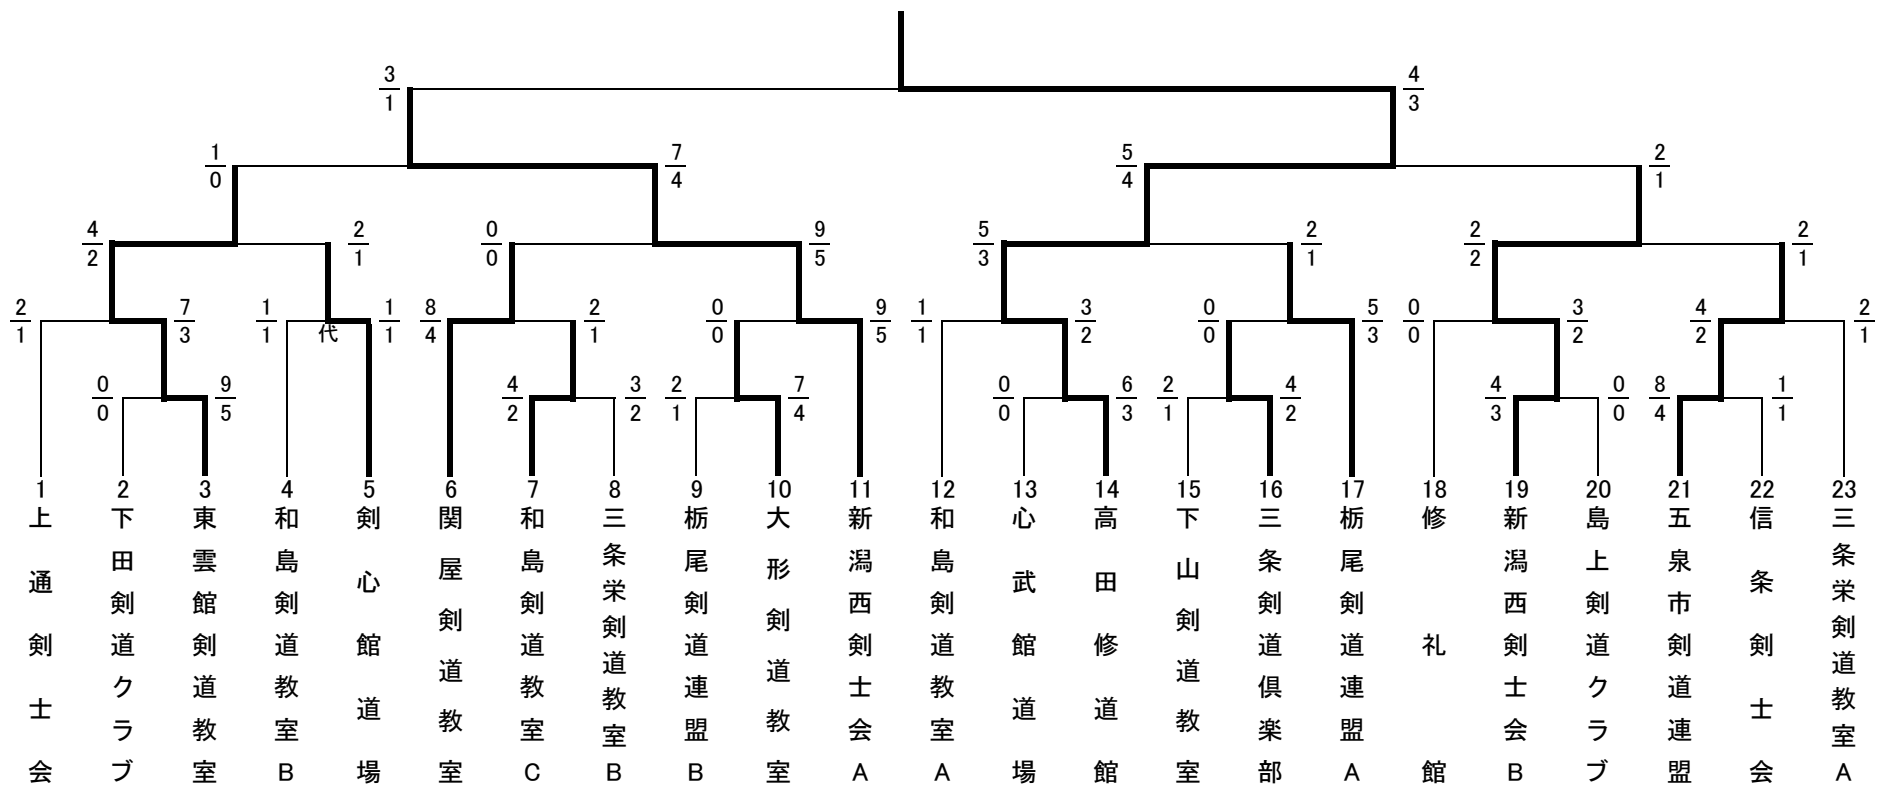 3/1 4/3
1/0 7/4 5/4 2/1
4/2 2/1 0/0 9/5 5/3 2/1 2/2 2/1
2/1 7/3 1/1 代 1/1 8/4 2/1 0/0 9/5 1/1 3/2 0/0 5/3 0/0 3/2 4/2 2/1
0/0 9/5 4/2 3/2 2/1 7/4 0/0 6/3 2/1 4/2 4/3 0/0 8/4 1/1
1 上通剣士会
2 下田剣道クラブ
3 東雲館剣道教室
4 和島剣道教室B
5 剣心館道場
6 関屋剣道教室
7 和島剣道教室C
8 三条栄剣道教室B
9 栃尾剣道連盟B
10 大形剣道教室
11 新潟西剣士会A
12 和島剣道教室A
13 心武館道場
14 高田修道館
15 下山剣道教室
16 三条剣道倶楽部
17 栃尾剣道連盟A
18 修礼館
19 新潟西剣士会B
20 島上剣道クラブ
21 五泉市剣道連盟
22 信条剣士会
23 三条栄剣道教室A